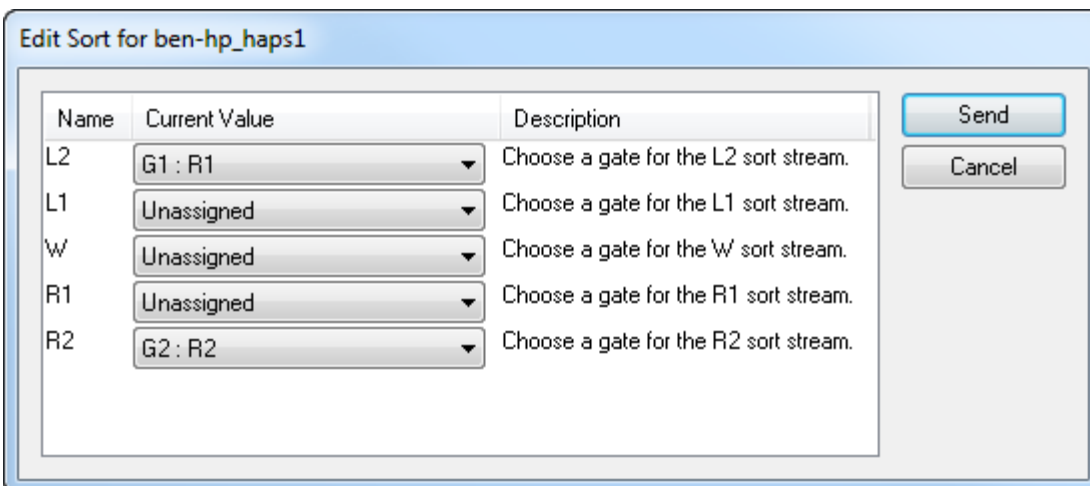 Edit Sort for ben-hp_haps1
Name Current Value Description
L2 G1 : R1 Choose a gate for the L2 sort stream.
L1 Unassigned Choose a gate for the L1 sort stream.
W Unassigned Choose a gate for the W sort stream.
R1 Unassigned Choose a gate for the R1 sort stream.
R2 G2 : R2 Choose a gate for the R2 sort stream.
Send
Cancel